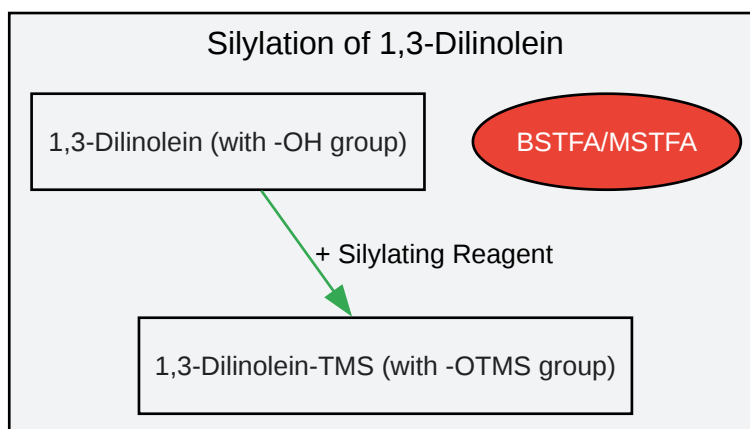 Silylation of 1,3-Dilinolein
1,3-Dilinolein (with -OH group)
BSTFA/MSTFA
+ Silylating Reagent
1,3-Dilinolein-TMS (with -OTMS group)